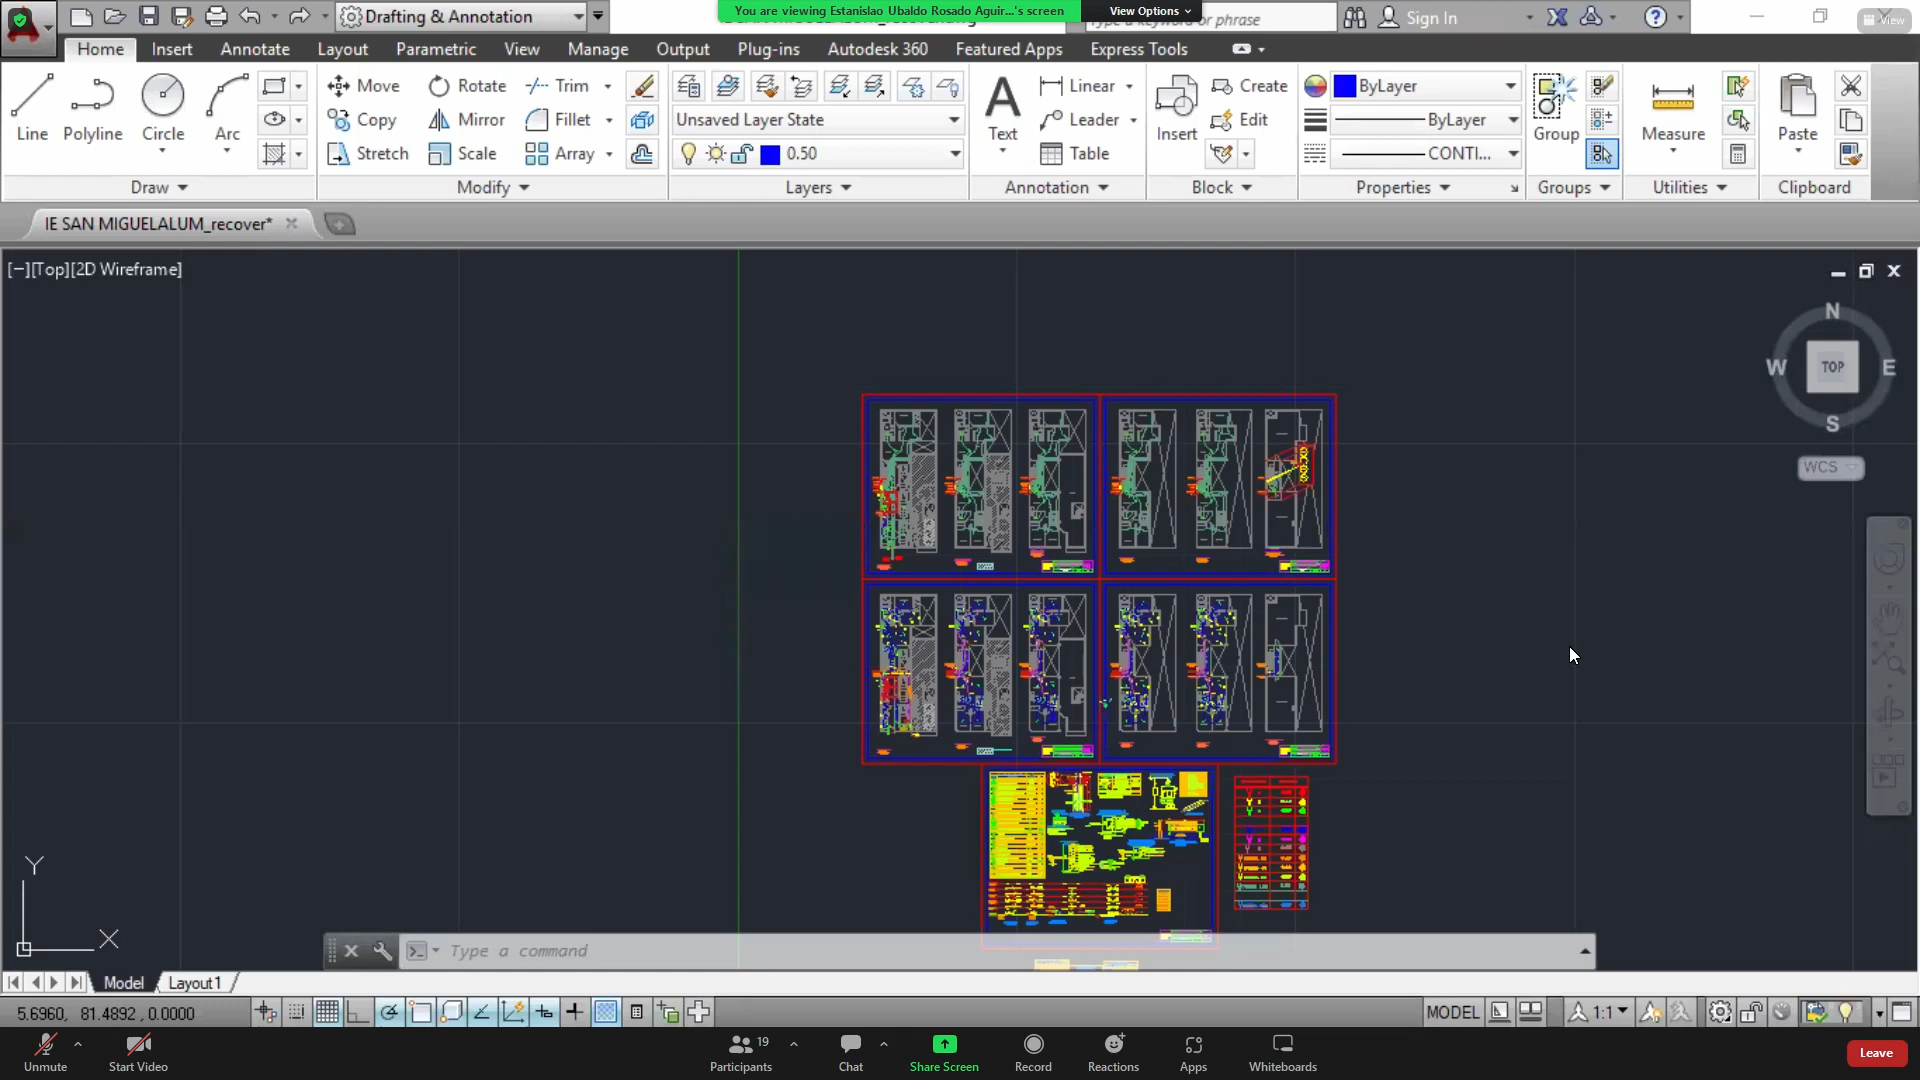 Drafting & Annotation
You are viewing Estanislao Ubaldo Rosado Aguir...'s screen
View Options
Type a keyword or phrase
Sign In
View
Home
Insert
Annotate
Layout
Parametric
View
Manage
Output
Plug-ins
Autodesk 360
Featured Apps
Express Tools
Line
Polyline
Circle
Arc
Move
Rotate
Trim
Copy
Mirror
Fillet
Stretch
Scale
Array
Unsaved Layer State
0.50
Text
Linear
Leader
Table
Insert
Create
Edit
ByLayer
ByLayer
CONTI...
Group
Measure
Paste
Draw
Modify
Layers
Annotation
Block
Properties
Groups
Utilities
Clipboard
IE SAN MIGUELALUM_recover*
[−][Top][2D Wireframe]
N
W
TOP
E
S
WCS
Y
X
Type a command
Model
Layout1
5.6960, 81.4892, 0.0000
MODEL
1:1
Unmute
Start Video
19
Participants
Chat
Share Screen
Record
Reactions
Apps
Whiteboards
Leave